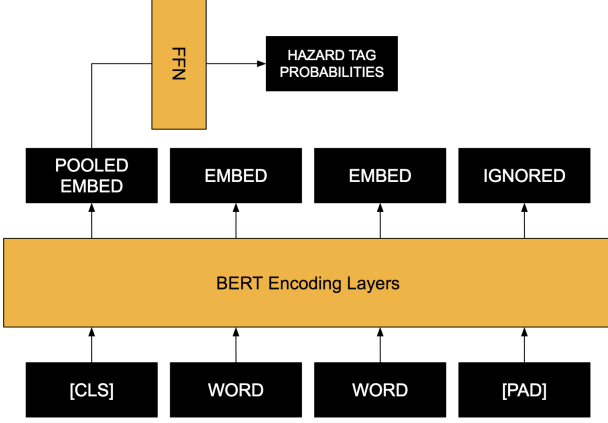 FFN
HAZARD TAG
PROBABILITIES
POOLED
EMBED
EMBED
EMBED
IGNORED
BERT Encoding Layers
[CLS]
WORD
WORD
[PAD]